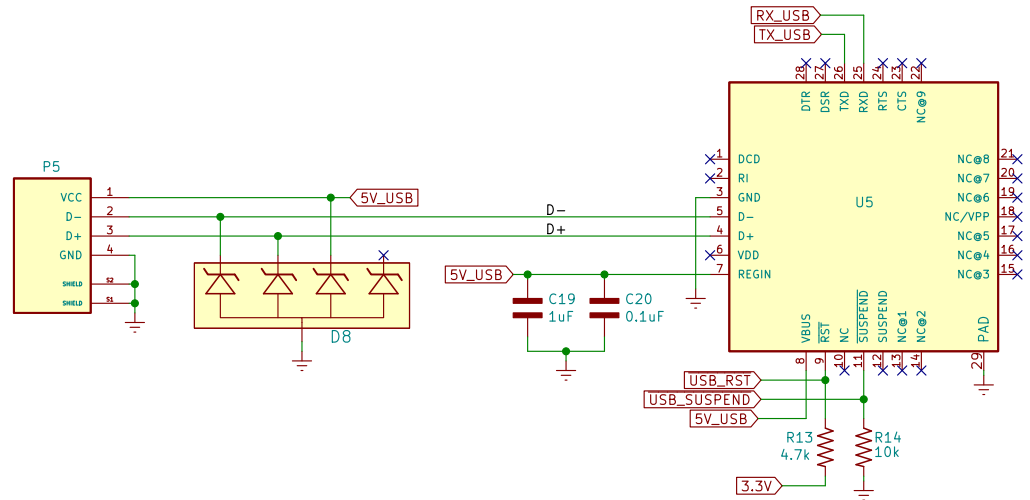 RX_USB
TX_USB
28
27
26
25
24
23
22
DTR
DSR
TXD
RXD
RTS
CTS
NC@9
P5
VCC 1
D- 2
D+ 3
GND 4
SHIELD S2
SHIELD S1
5V_USB
D-
D+
D8
5V_USB
C19
1uF
C20
0.1uF
1 DCD
2 RI
3 GND
5 D-
4 D+
6 VDD
7 REGIN
U5
NC@8 21
NC@7 20
NC@6 19
NC/VPP 18
NC@5 17
NC@4 16
NC@3 15
VBUS
RST
NC
SUSPEND
SUSPEND
NC@1
NC@2
PAD
8
9
10
11
12
13
14
29
USB_RST
USB_SUSPEND
5V_USB
R13
4.7k
R14
10k
3.3V